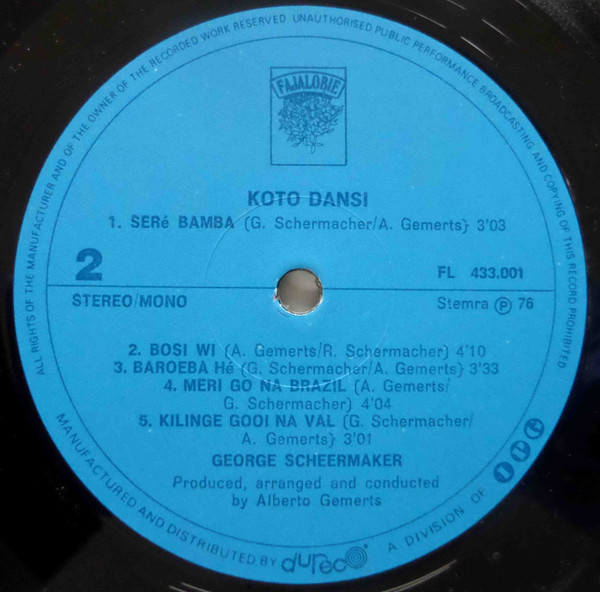 ALL RIGHTS OF THE MANUFACTURER AND OF THE OWNER OF THE RECORDED WORK RESERVED UNAUTHORISED PUBLIC PERFORMANCE BROADCASTING AND COPYING OF THIS RECORD PROHIBITED
FAJALOBIE
KOTO DANSI
1. SERé BAMBA (G. Schermacher/A. Gemerts} 3'03
2
FL 433.001
STEREO/MONO
Stemra Ⓟ 76
2. BOSI WI (A. Gemerts/R. Schermacher) 4'10
3. BAROEBA Hé (G. Schermacher/A. Gemerts} 3'33
4. MERI GO NA BRAZIL (A. Gemerts/
G. Schermacher) 4'04
5. KILINGE GOOI NA VAL (G. Schermacher/
A. Gemerts} 3'01
GEORGE SCHEERMAKER
Produced, arranged and conducted
by Alberto Gemerts
MANUFACTURED AND DISTRIBUTED BY dureco A DIVISION OF